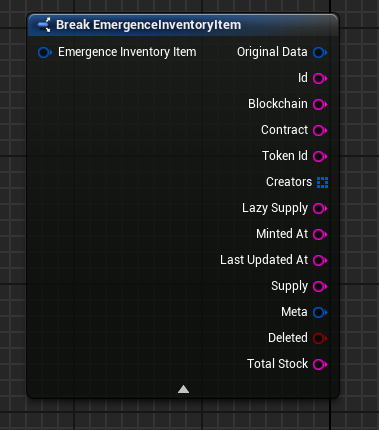 Break EmergenceInventoryItem
Emergence Inventory Item
Original Data
Id
Blockchain
Contract
Token Id
Creators
Lazy Supply
Minted At
Last Updated At
Supply
Meta
Deleted
Total Stock